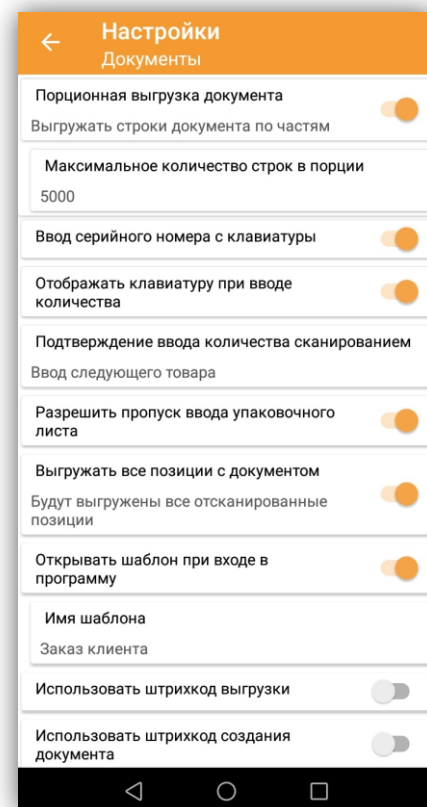 Настройки
Документы
Порционная выгрузка документа
Выгружать строки документа по частям
Максимальное количество строк в порции
5000
Ввод серийного номера с клавиатуры
Отображать клавиатуру при вводе
количества
Подтверждение ввода количества сканированием
Ввод следующего товара
Разрешить пропуск ввода упаковочного
листа
Выгружать все позиции с документом
Будут выгружены все отсканированные
позиции
Открывать шаблон при входе в
программу
Имя шаблона
Заказ клиента
Использовать штрихкод выгрузки
Использовать штрихкод создания
документа